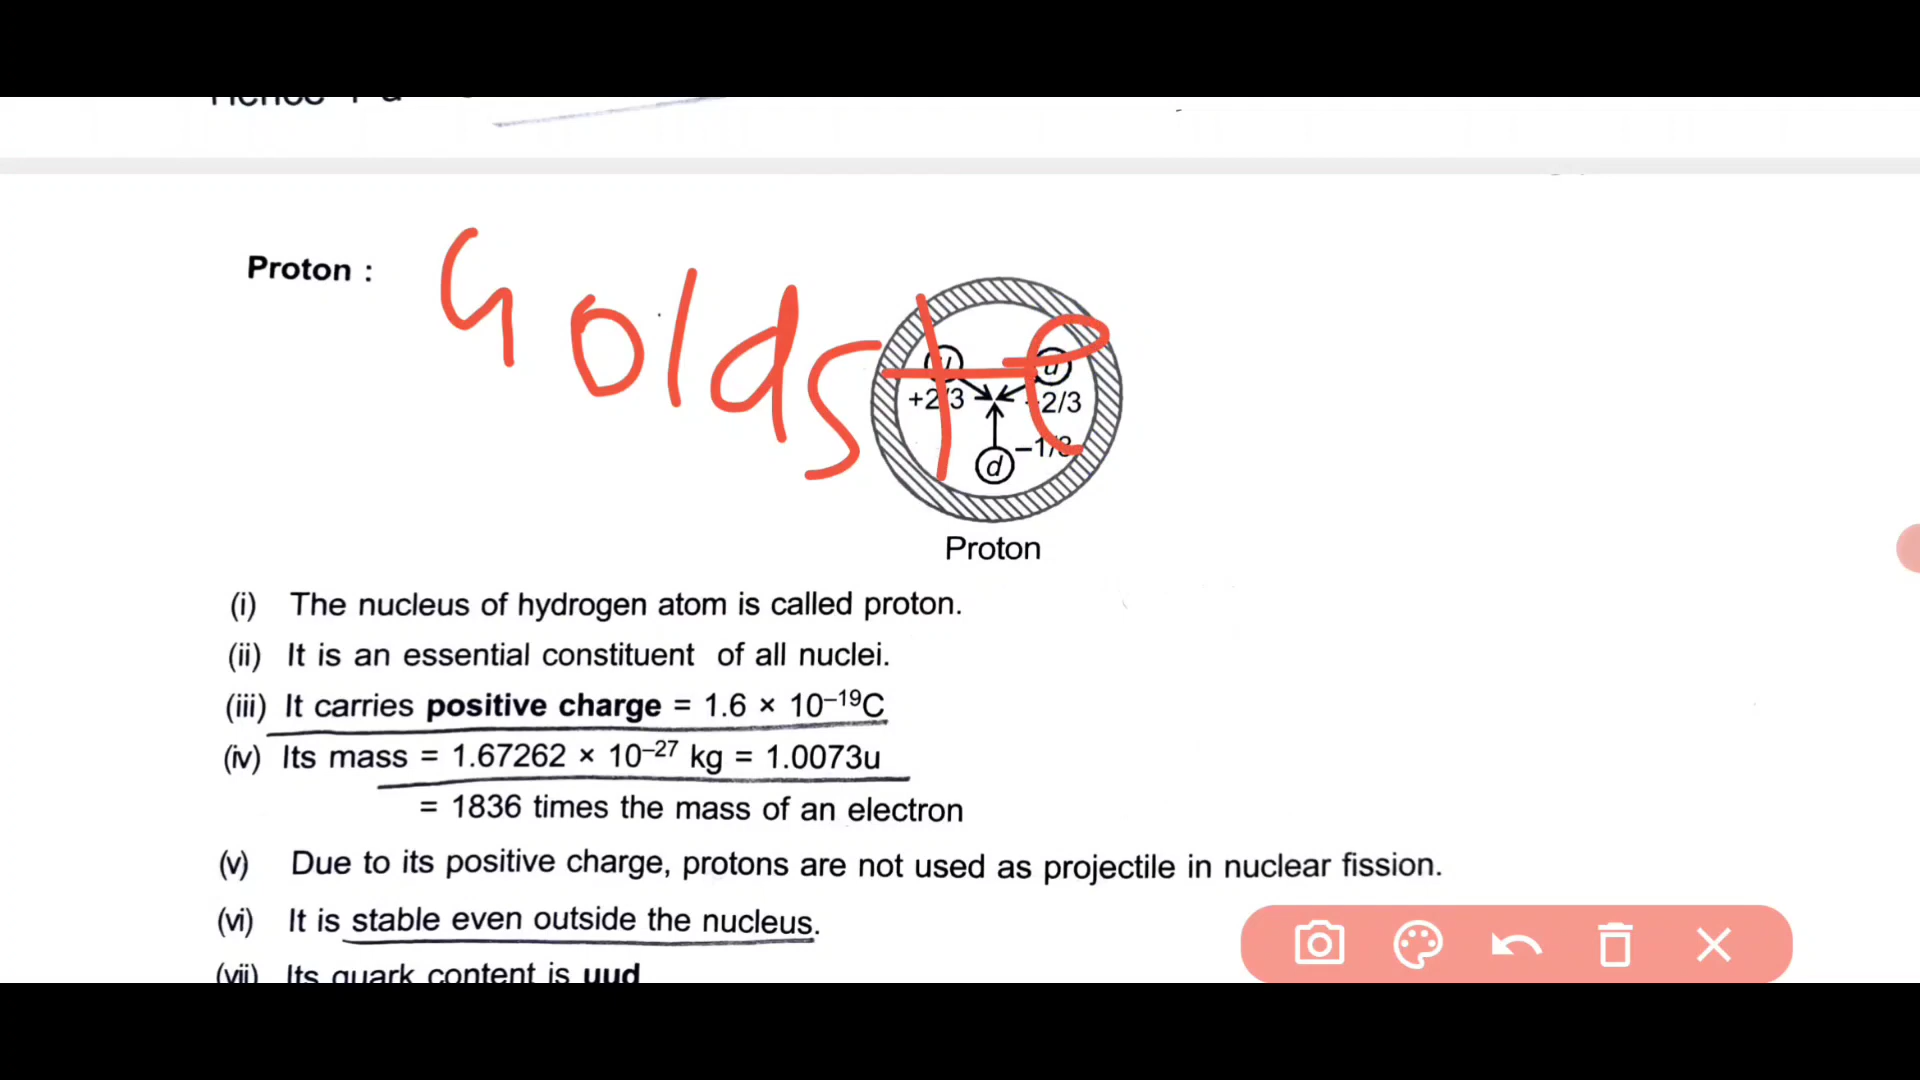 Proton :
Goldste
+2/3
2/3
d
–1/3
Proton
(i) The nucleus of hydrogen atom is called proton.
(ii) It is an essential constituent of all nuclei.
(iii) It carries positive charge = 1.6 × 10⁻¹⁹C
(iv) Its mass = 1.67262 × 10⁻²⁷ kg = 1.0073u
= 1836 times the mass of an electron
(v) Due to its positive charge, protons are not used as projectile in nuclear fission.
(vi) It is stable even outside the nucleus.
(vii) Its quark content is uud